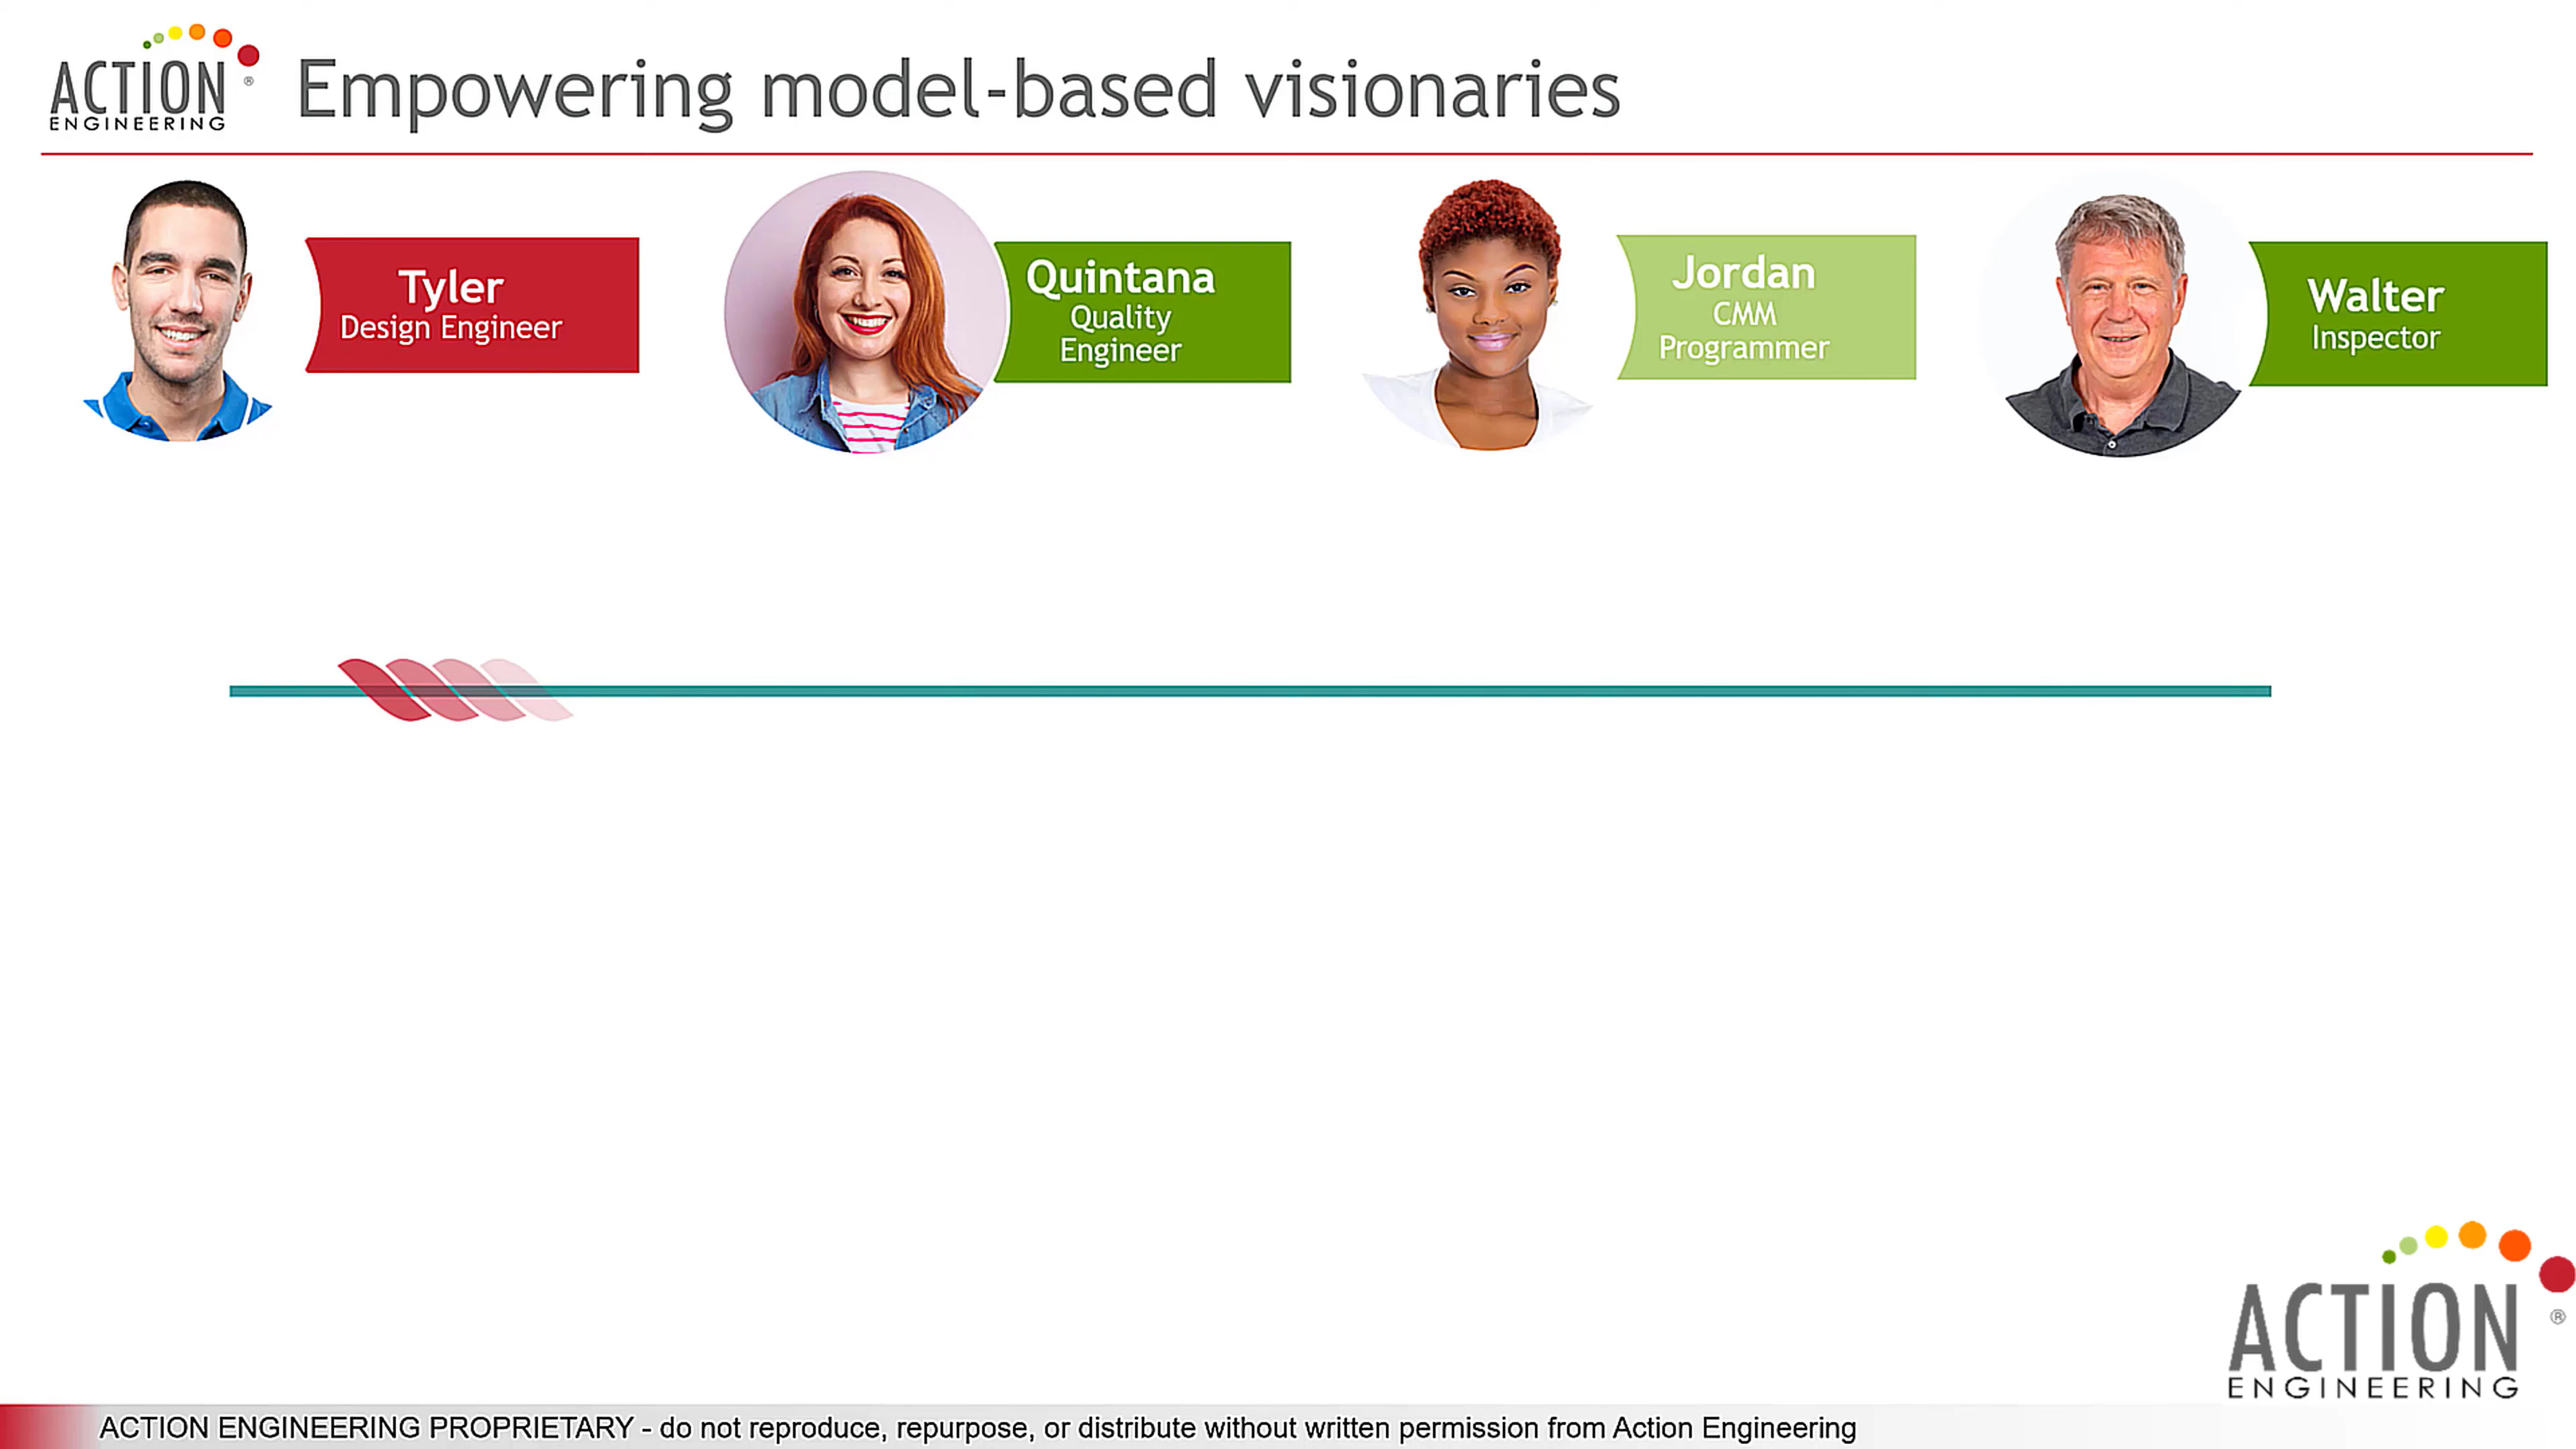 ACTION
ENGINEERING
®
Empowering model-based visionaries
Tyler
Design Engineer
Quintana
Quality
Engineer
Jordan
CMM
Programmer
Walter
Inspector
ACTION
®
ENGINEERING
ACTION ENGINEERING PROPRIETARY - do not reproduce, repurpose, or distribute without written permission from Action Engineering